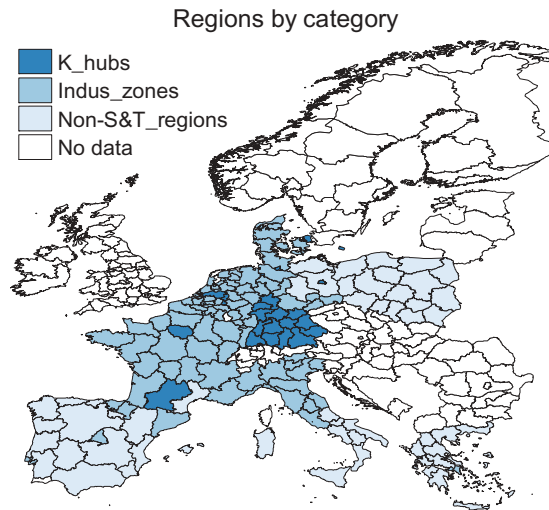 Regions by category
K_hubs
Indus_zones
Non-S&T_regions
No data